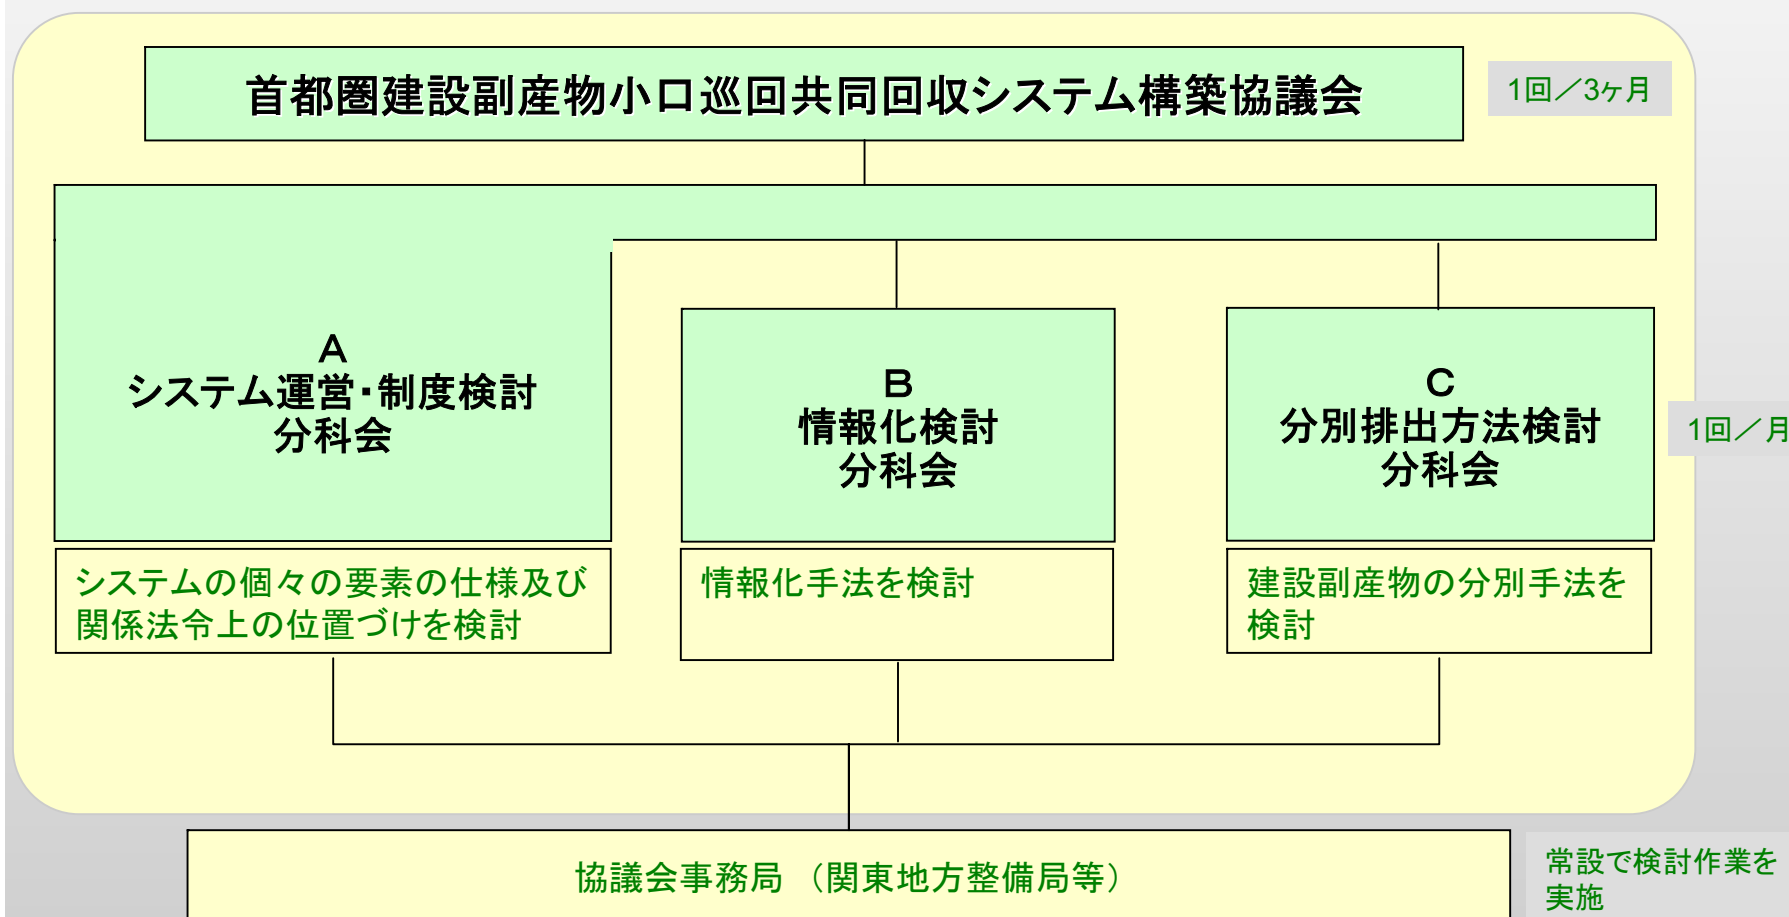 首都圏建設副産物小口巡回共同回収システム構築協議会
1回／3ヶ月
A
システム運営・制度検討
分科会
B
情報化検討
分科会
C
分別排出方法検討
分科会
1回／月
システムの個々の要素の仕様及び
関係法令上の位置づけを検討
情報化手法を検討
建設副産物の分別手法を
検討
協議会事務局 （関東地方整備局等）
常設で検討作業を
実施